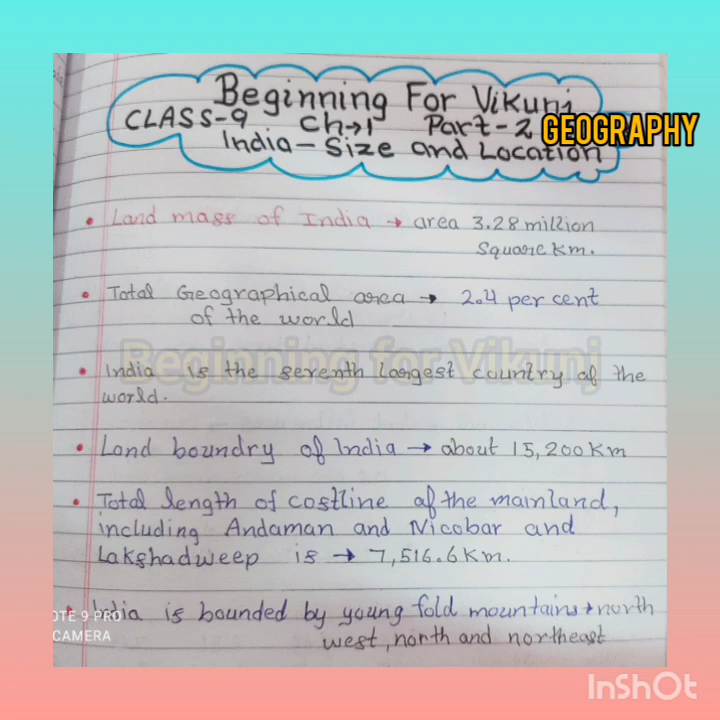 Beginning For Vikunj
CLASS-9 Ch→1 Part-2 GEOGRAPHY
India - Size and Location
• Land mass of India → area 3.28 million
Square Km.
• Total Geographical area → 2.4 per cent
of the world
Beginning for Vikunj
• India is the seventh largest country of the
world.
• Land boundry of India → about 15,200 Km
• Total length of costline of the mainland,
including Andaman and Nicobar and
Lakshadweep is → 7,516.6 Km.
• India is bounded by young fold mountains → north
west, north and northeast
OTE 9 PRO
CAMERA
InShOt